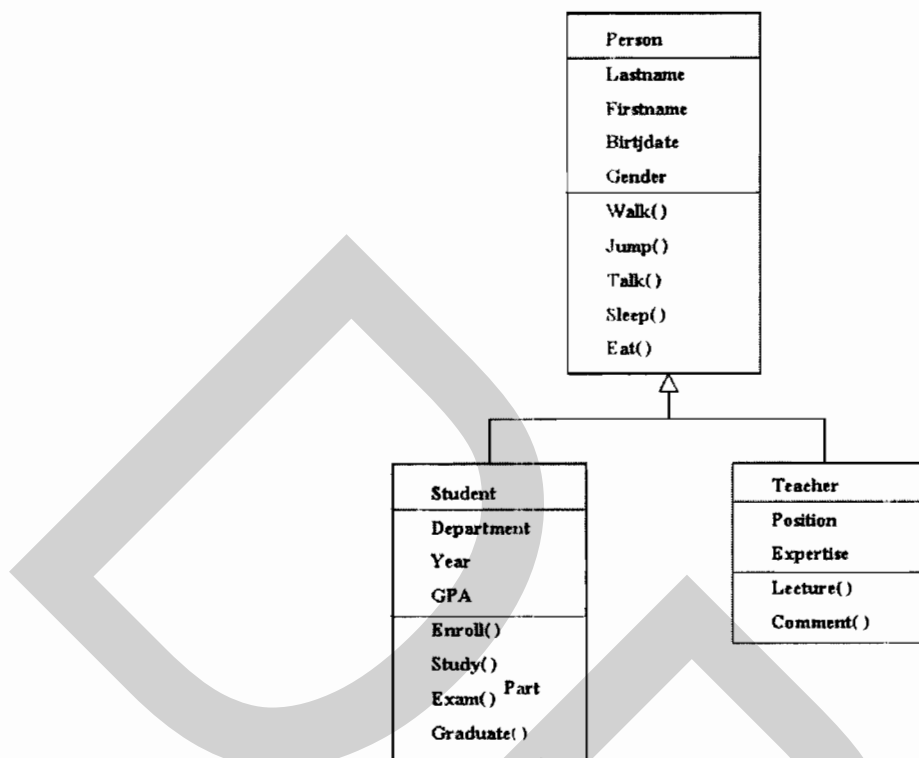 Person
Lastname
Firstname
Birtjdate
Gender
Walk()
Jump()
Talk()
Sleep()
Eat()
Student
Department
Year
GPA
Enroll()
Study()
Exam() Part
Graduate()
Teacher
Position
Expertise
Lecture()
Comment()